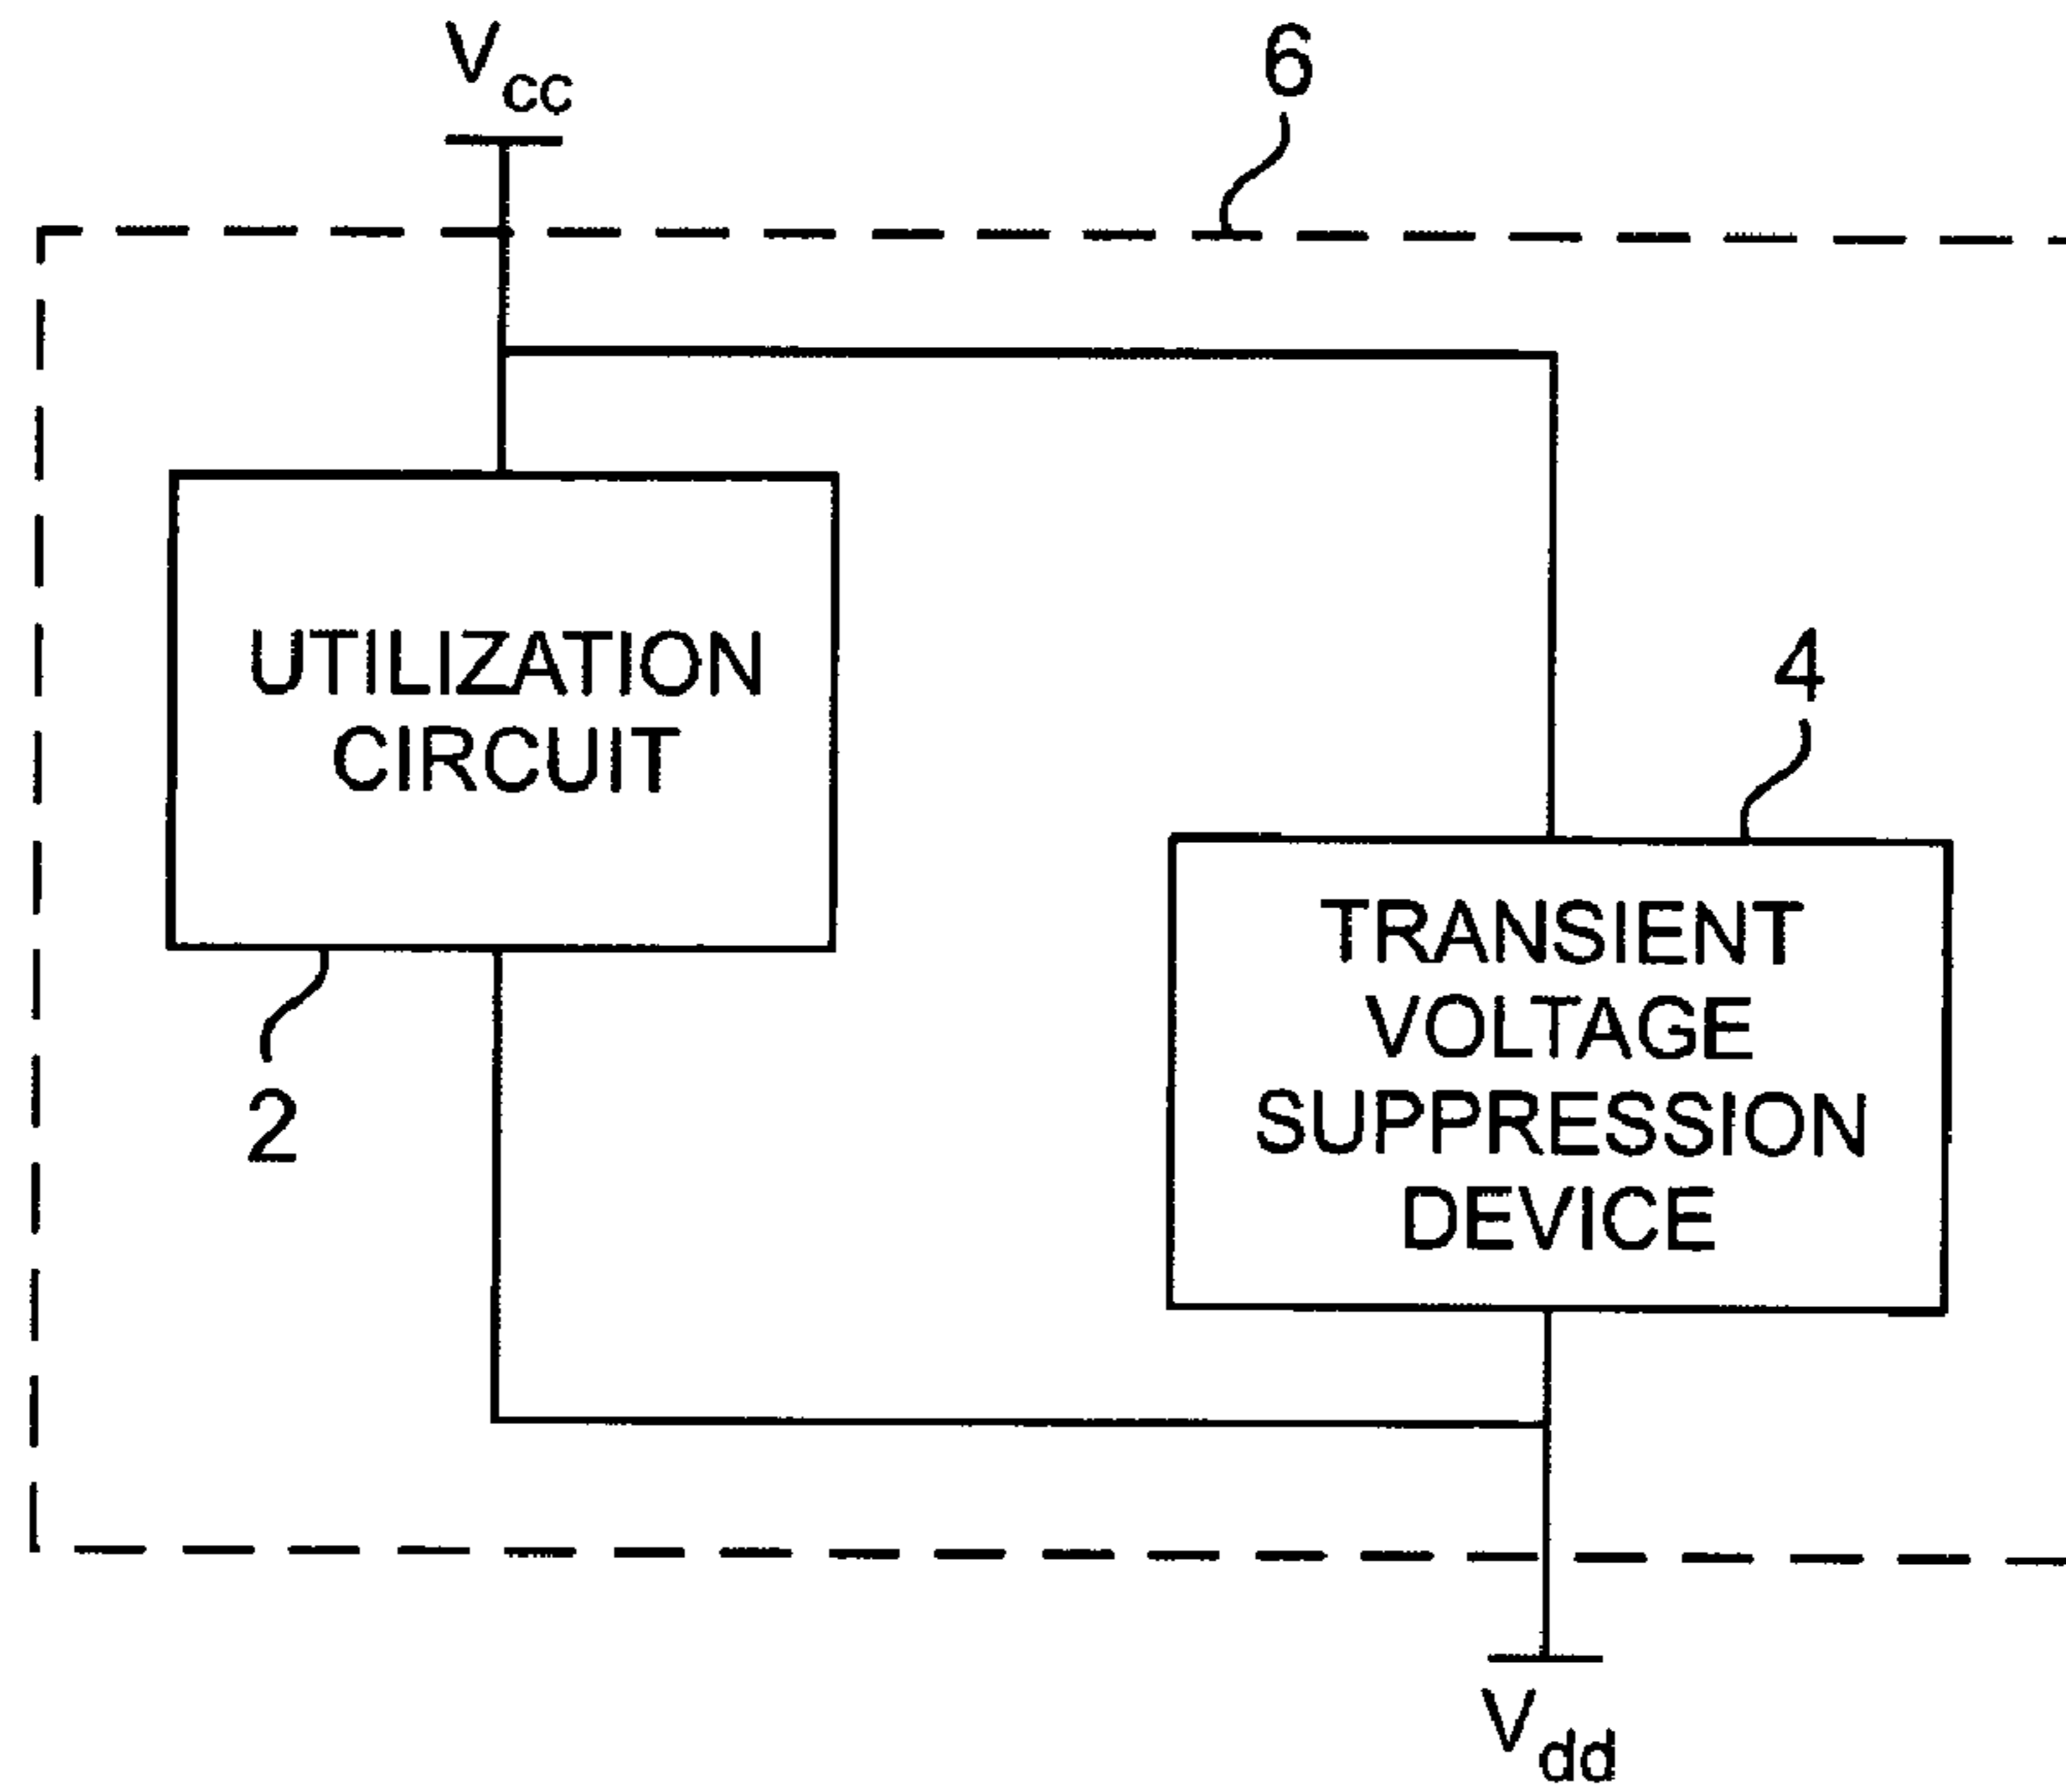 Vcc
6
UTILIZATION
CIRCUIT
4
TRANSIENT
VOLTAGE
SUPPRESSION
DEVICE
2
Vdd